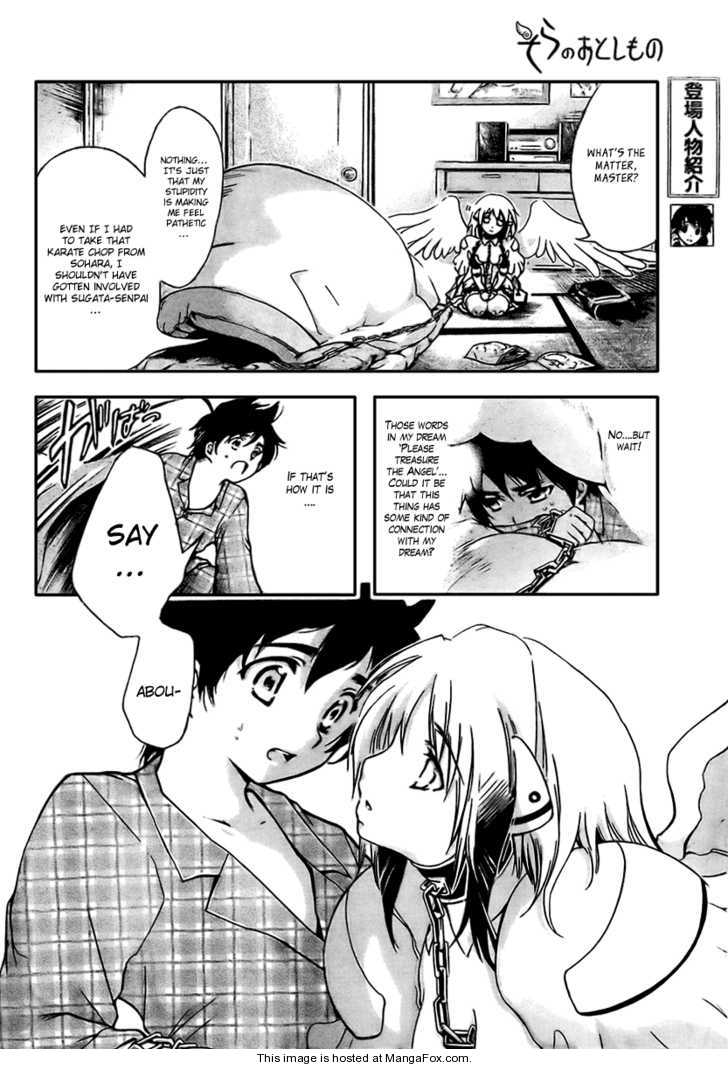 そらのおとしもの
登場人物紹介
WHAT'S THE
MATTER,
MASTER?
NOTHING...
IT'S JUST
THAT MY
STUPIDITY
IS MAKING
ME FEEL
PATHETIC
...
EVEN IF I HAD
TO TAKE THAT
KARATE CHOP FROM
SOHARA, I
SHOULDN'T HAVE
GOTTEN INVOLVED
WITH SUGATA-SENPAI
...
NO....BUT
WAIT!
THOSE WORDS
IN MY DREAM
'PLEASE
TREASURE
THE ANGEL'...
COULD IT BE
THAT THIS
THING HAS
SOME KIND OF
CONNECTION
WITH MY
DREAM?
IF THAT'S
HOW IT IS
....
がばっ
SAY
...
ABOU-
This image is hosted at MangaFox.com.